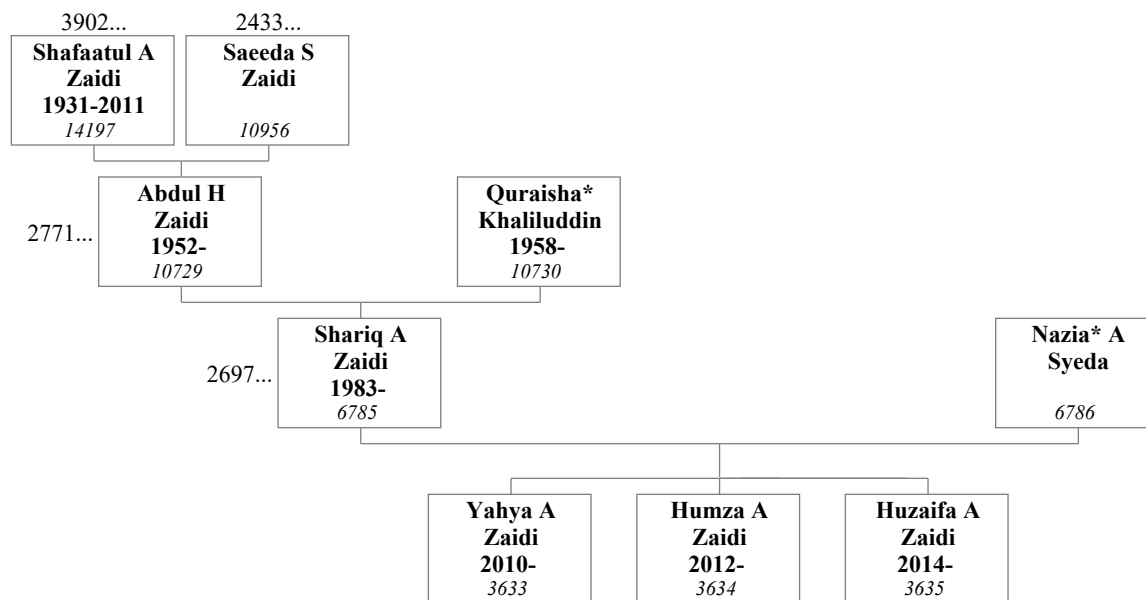 3902...
2433...
Shafaatul A
Zaidi
1931-2011
14197
Saeeda S
Zaidi
10956
2771...
Abdul H
Zaidi
1952-
10729
Quraisha*
Khaliluddin
1958-
10730
2697...
Shariq A
Zaidi
1983-
6785
Nazia* A
Syeda
6786
Yahya A
Zaidi
2010-
3633
Humza A
Zaidi
2012-
3634
Huzaifa A
Zaidi
2014-
3635